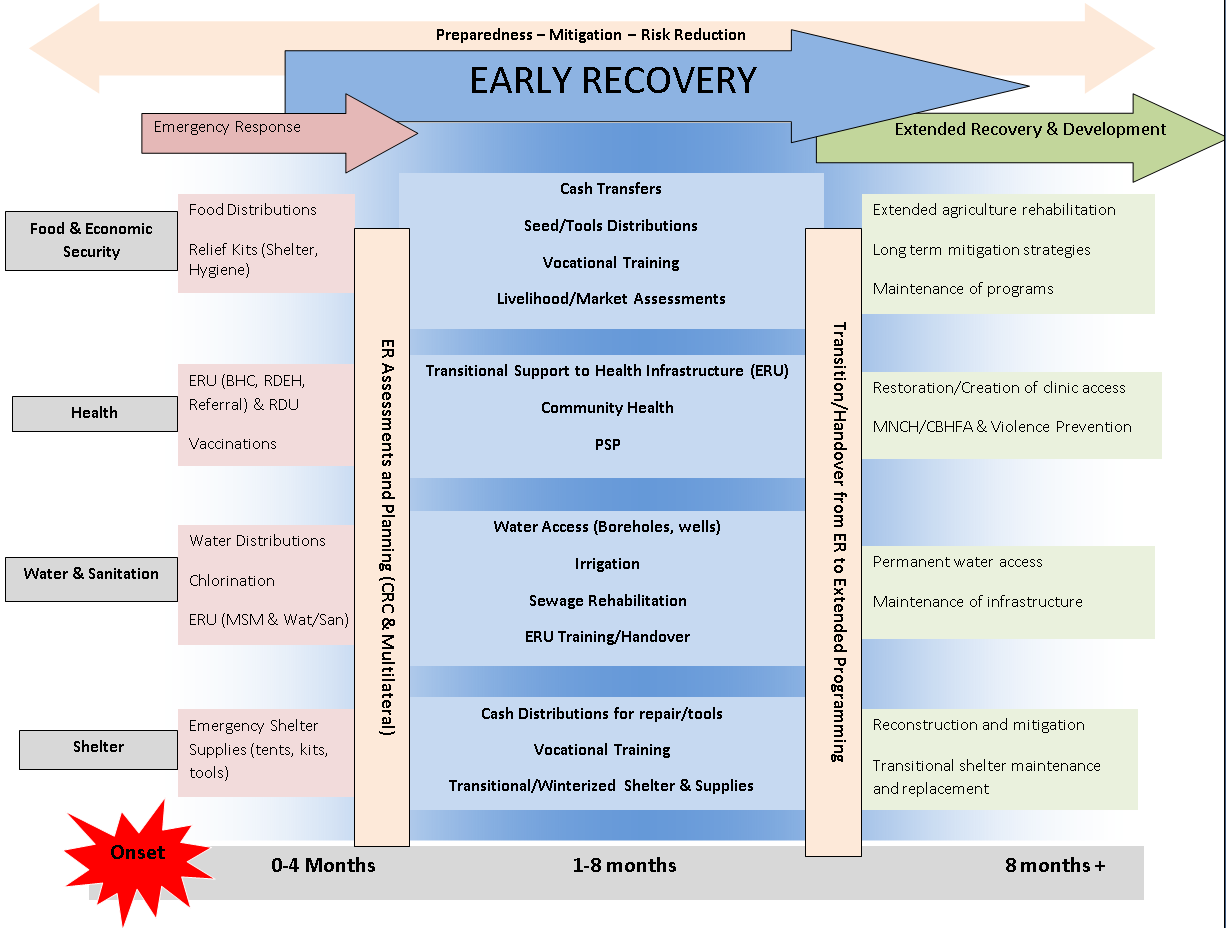 Preparedness – Mitigation – Risk Reduction
EARLY RECOVERY
Emergency Response
Extended Recovery & Development
Food & Economic
Security
Food Distributions
Relief Kits (Shelter,
Hygiene)
Cash Transfers
Seed/Tools Distributions
Vocational Training
Livelihood/Market Assessments
Extended agriculture rehabilitation
Long term mitigation strategies
Maintenance of programs
ER Assessments and Planning (CRC & Multilateral)
Transition/Handover from ER to Extended Programming
Health
ERU (BHC, RDEH,
Referral) & RDU
Vaccinations
Transitional Support to Health Infrastructure (ERU)
Community Health
PSP
Restoration/Creation of clinic access
MNCH/CBHFA & Violence Prevention
Water & Sanitation
Water Distributions
Chlorination
ERU (MSM & Wat/San)
Water Access (Boreholes, wells)
Irrigation
Sewage Rehabilitation
ERU Training/Handover
Permanent water access
Maintenance of infrastructure
Shelter
Emergency Shelter
Supplies (tents, kits,
tools)
Cash Distributions for repair/tools
Vocational Training
Transitional/Winterized Shelter & Supplies
Reconstruction and mitigation
Transitional shelter maintenance
and replacement
Onset
0-4 Months
1-8 months
8 months +